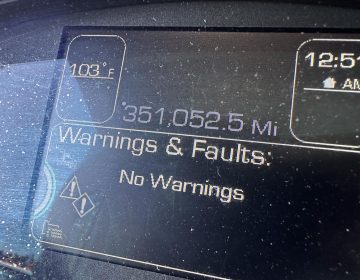 103°F
12:51
AM
351,052.5 Mi
Warnings & Faults:
No Warnings